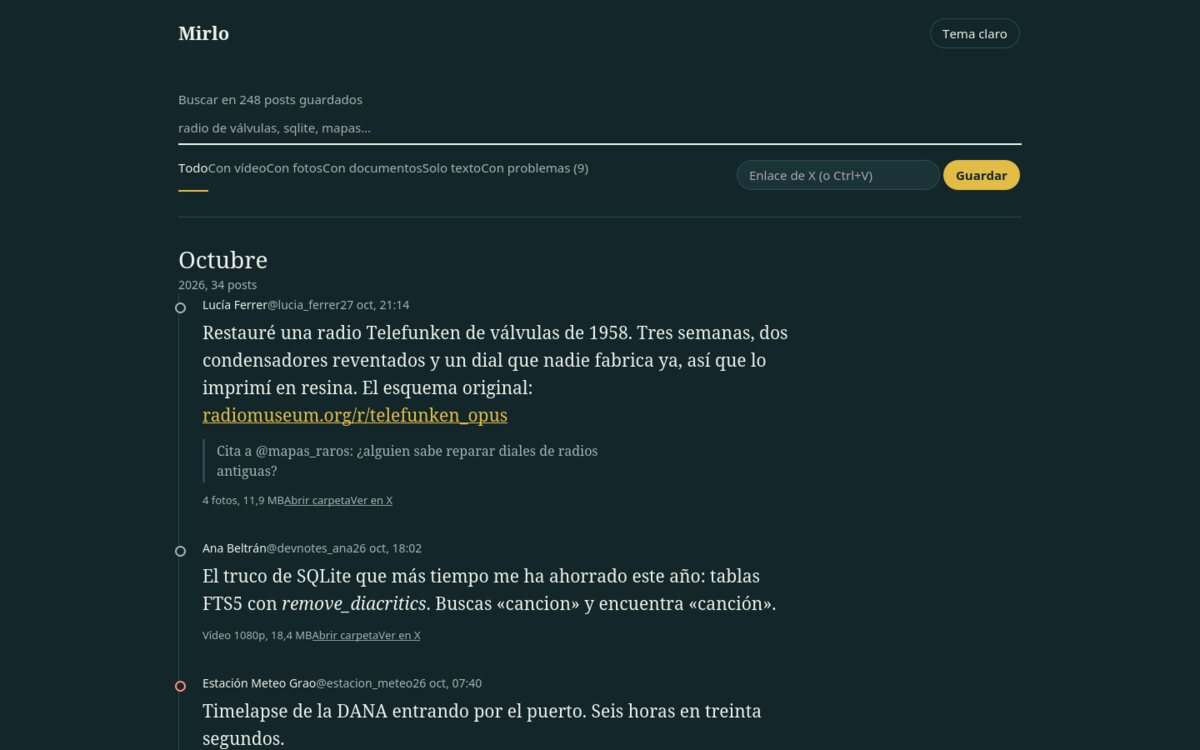 Mirlo
Tema claro
Buscar en 248 posts guardados
radio de válvulas, sqlite, mapas...
TodoCon vídeoCon fotosCon documentosSolo textoCon problemas (9)
Enlace de X (o Ctrl+V)
Guardar
Octubre
2026, 34 posts
Lucía Ferrer@lucia_ferrer27 oct, 21:14
Restauré una radio Telefunken de válvulas de 1958. Tres semanas, dos
condensadores reventados y un dial que nadie fabrica ya, así que lo
imprimí en resina. El esquema original:
radiomuseum.org/r/telefunken_opus
Cita a @mapas_raros: ¿alguien sabe reparar diales de radios
antiguas?
4 fotos, 11,9 MBAbrir carpetaVer en X
Ana Beltrán@devnotes_ana26 oct, 18:02
El truco de SQLite que más tiempo me ha ahorrado este año: tablas
FTS5 con remove_diacritics. Buscas «cancion» y encuentra «canción».
Vídeo 1080p, 18,4 MBAbrir carpetaVer en X
Estación Meteo Grao@estacion_meteo26 oct, 07:40
Timelapse de la DANA entrando por el puerto. Seis horas en treinta
segundos.